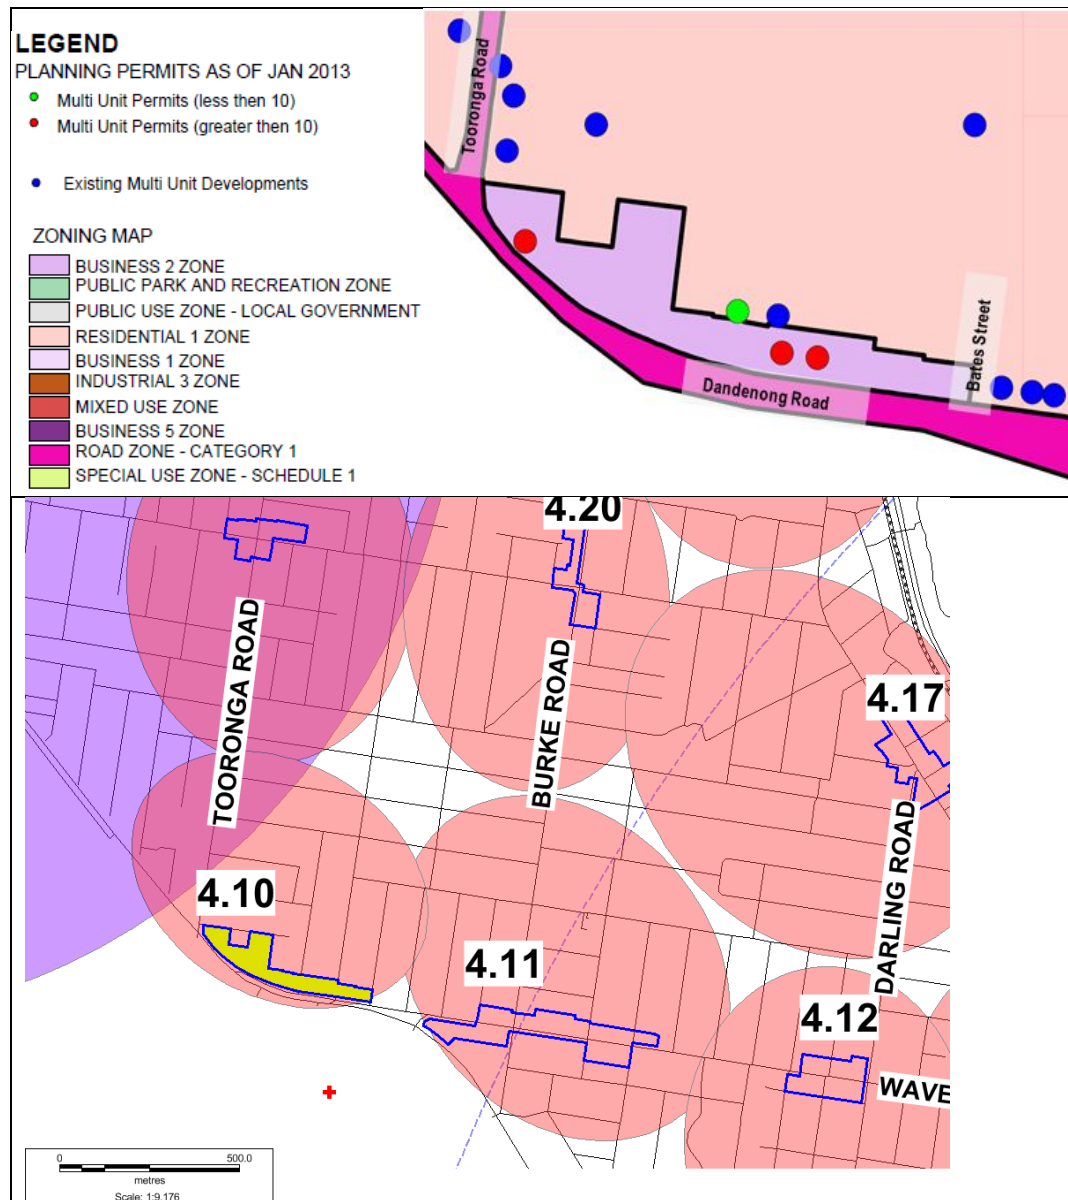 LEGEND
PLANNING PERMITS AS OF JAN 2013
Multi Unit Permits (less then 10)
Multi Unit Permits (greater then 10)
Existing Multi Unit Developments
ZONING MAP
BUSINESS 2 ZONE
PUBLIC PARK AND RECREATION ZONE
PUBLIC USE ZONE - LOCAL GOVERNMENT
RESIDENTIAL 1 ZONE
BUSINESS 1 ZONE
INDUSTRIAL 3 ZONE
MIXED USE ZONE
BUSINESS 5 ZONE
ROAD ZONE - CATEGORY 1
SPECIAL USE ZONE - SCHEDULE 1
Tooronga Road
Dandenong Road
Bates Street
4.20
TOORONGA ROAD
BURKE ROAD
4.17
DARLING ROAD
4.10
4.11
4.12
WAVE
0 500.0
metres
Scale: 1:9,176